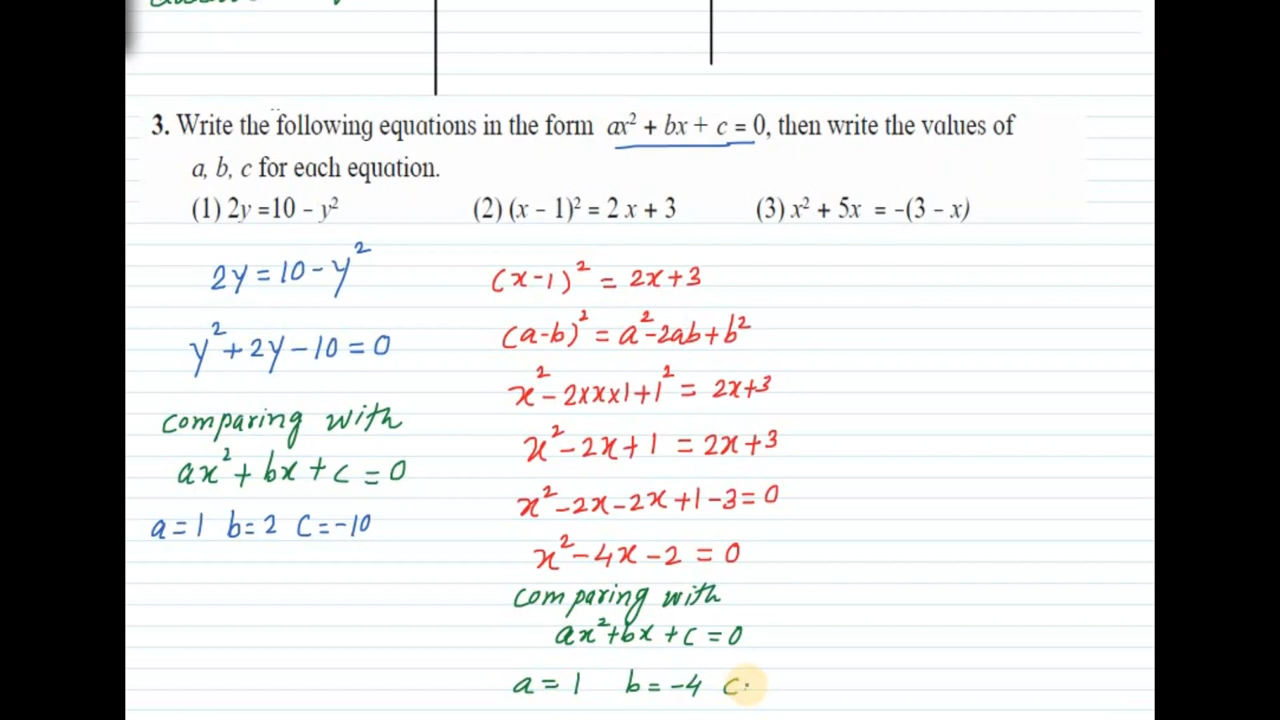 3. Write the following equations in the form ax² + bx + c = 0, then write the values of
a, b, c for each equation.
(1) 2y =10 – y² (2) (x – 1)² = 2 x + 3 (3) x² + 5x = -(3 – x)
2y = 10 - y²
y² + 2y - 10 = 0
comparing with
ax² + bx + c = 0
a = 1 b = 2 c = -10
(x-1)² = 2x+3
(a-b)² = a²-2ab+b²
x² - 2×x×1+1² = 2x+3
x² - 2x + 1 = 2x+3
x² - 2x - 2x + 1 - 3 = 0
x² - 4x - 2 = 0
comparing with
ax²+bx + c = 0
a = 1 b = -4 c